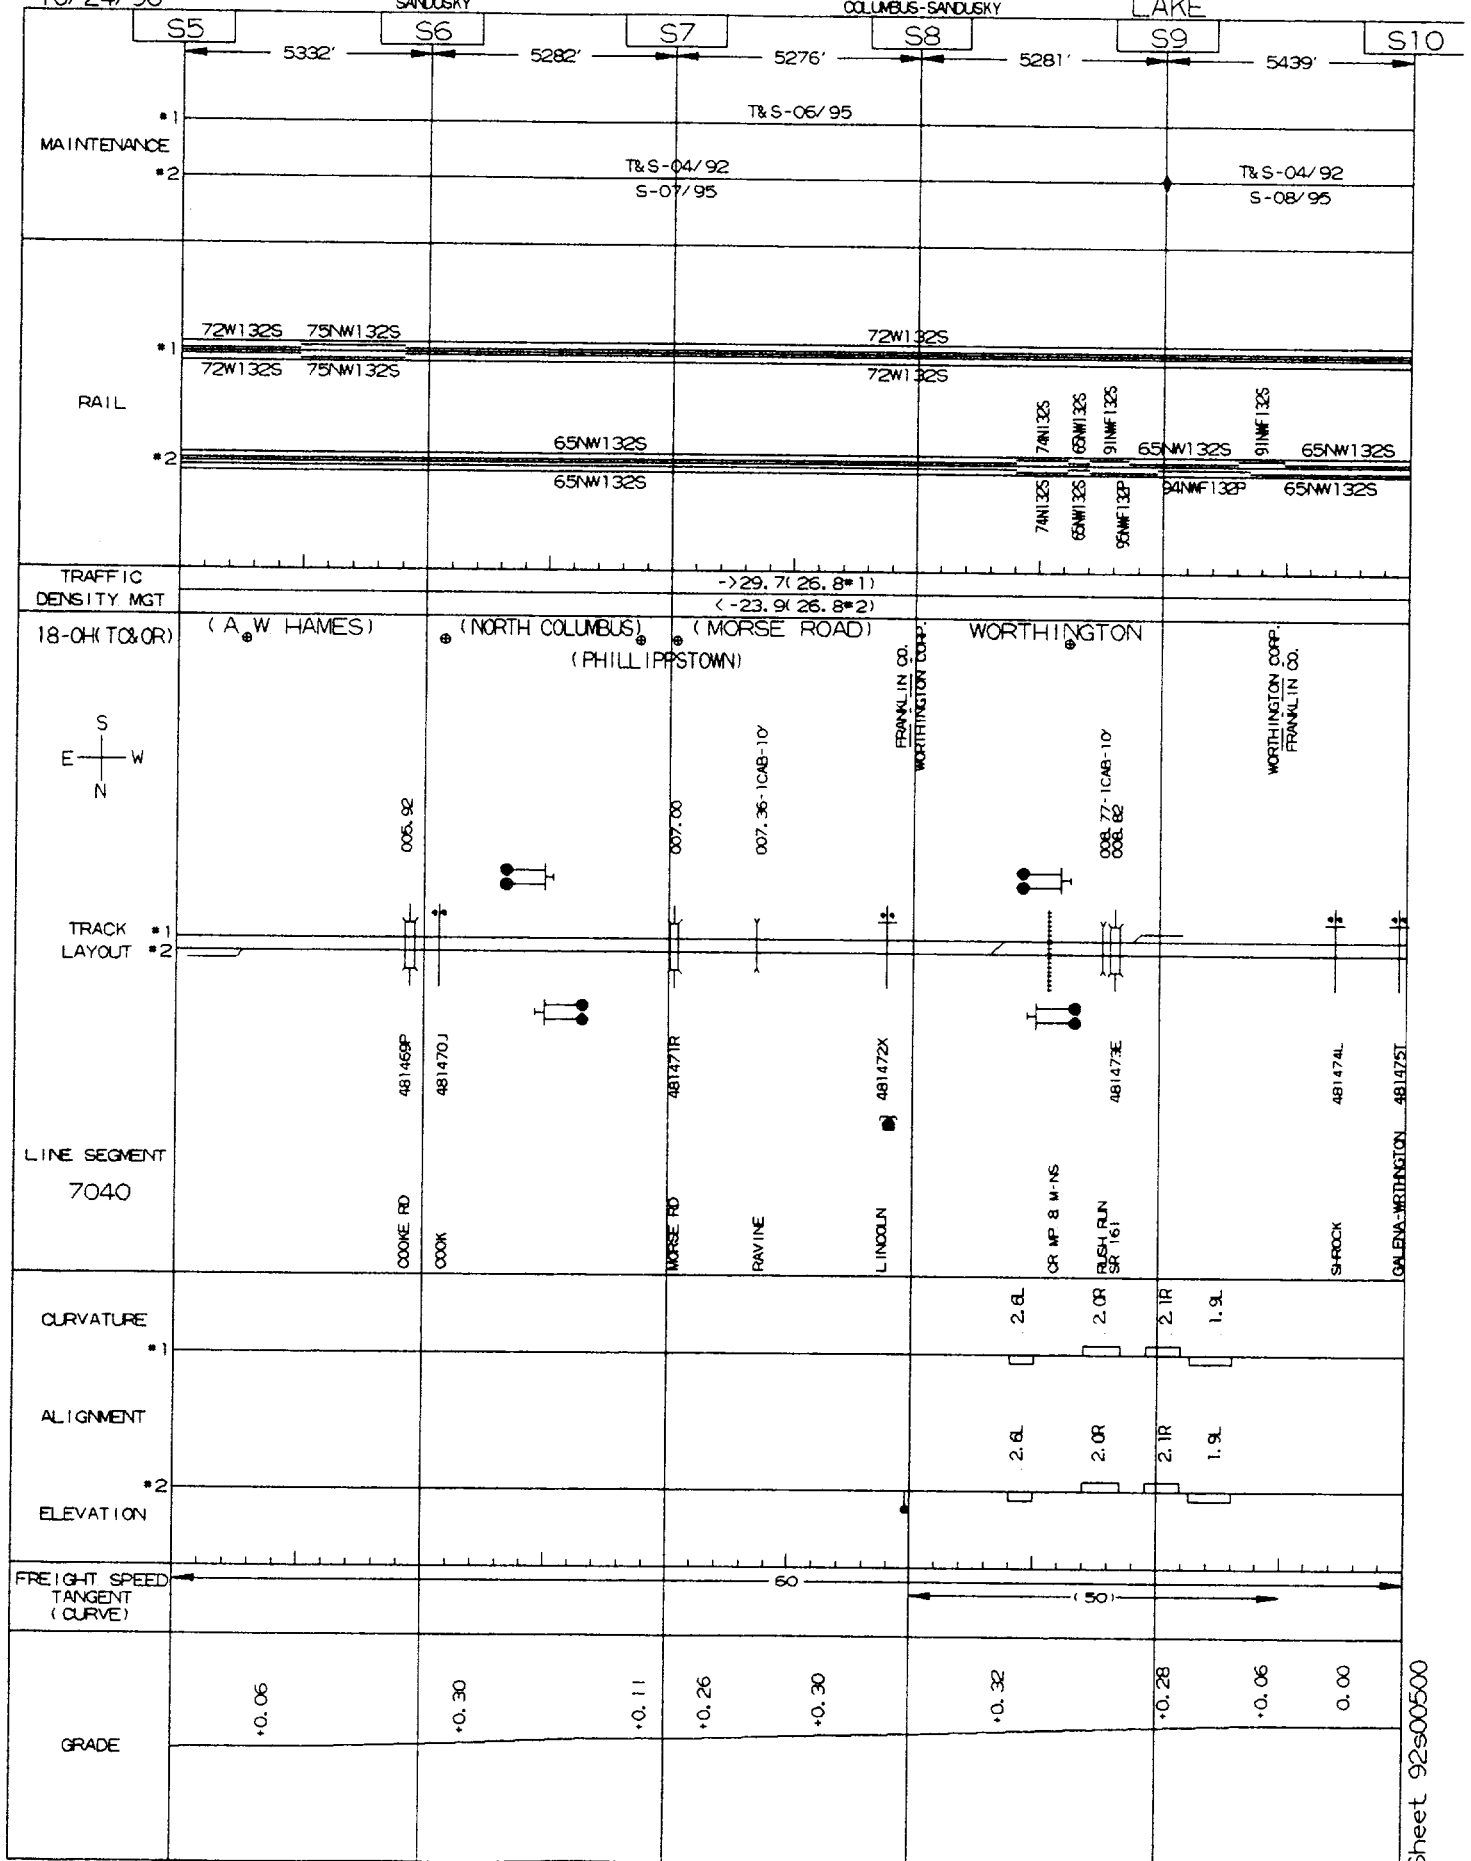 SANDUSKY
COLUMBUS-SANDUSKY
LAKE
S5 S6 S7 S8 S9 S10
5332' 5282' 5276' 5281' 5439'
MAINTENANCE
#1
T&S-06/95
#2
T&S-04/92
S-07/95
T&S-04/92
S-08/95
RAIL
#1
72W132S 75NW132S 72W132S
72W132S 75NW132S 72W132S
#2
65NW132S 74N132S 65NW132S 91NWF132S 65NW132S 91NWF132S 65NW132S
65NW132S 74N132S 65NW132S 95NWF132P 94NWF132P 65NW132S
TRAFFIC
DENSITY MGT
->29.7(26.8#1)
<-23.9(26.8#2)
18-OH(TC&OR)
(A W HAMES) (NORTH COLUMBUS) (MORSE ROAD) WORTHINGTON
(PHILLIPPSTOWN)
FRANKLIN CO.
WORTHINGTON CORP.
WORTHINGTON CORP.
FRANKLIN CO.
S
E W
N
005.92
007.00
007.36-1CAB-10'
008.77-1CAB-10'
008.82
TRACK #1
LAYOUT #2
481469P
481470J
481471R
481472X
481473E
481474L
481475T
LINE SEGMENT
7040
COOKE RD
COOK
MORSE RD
RAVINE
LINCOLN
CR MP 8 M-NS
RUSH RUN
SR 161
SHROCK
GALENA-WRTHNGTON
CURVATURE
#1
2.6L 2.0R 2.1R 1.9L
ALIGNMENT
#2
2.6L 2.0R 2.1R 1.9L
ELEVATION
FREIGHT SPEED
TANGENT
(CURVE)
60
(50)
GRADE
+0.06 +0.30 +0.11 +0.26 +0.30 +0.32 +0.28 +0.06 0.00
Sheet 92s00500